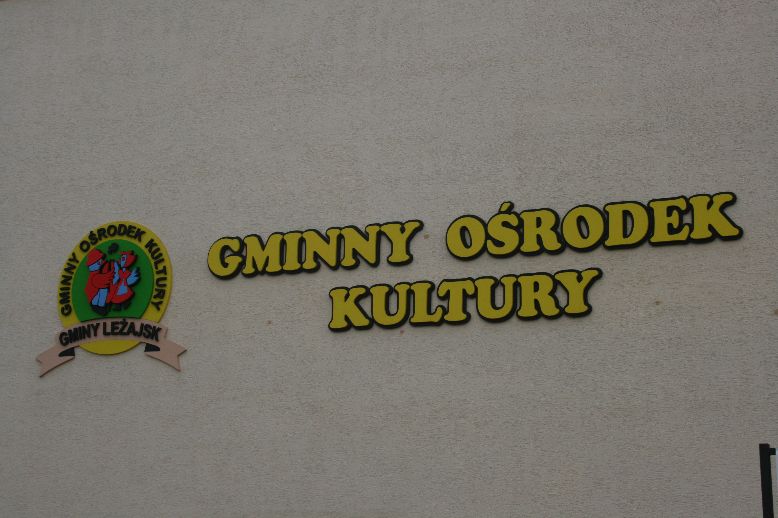 GMINNY OŚRODEK KULTURY
GMINY LEŻAJSK
GMINNY OŚRODEK
KULTURY